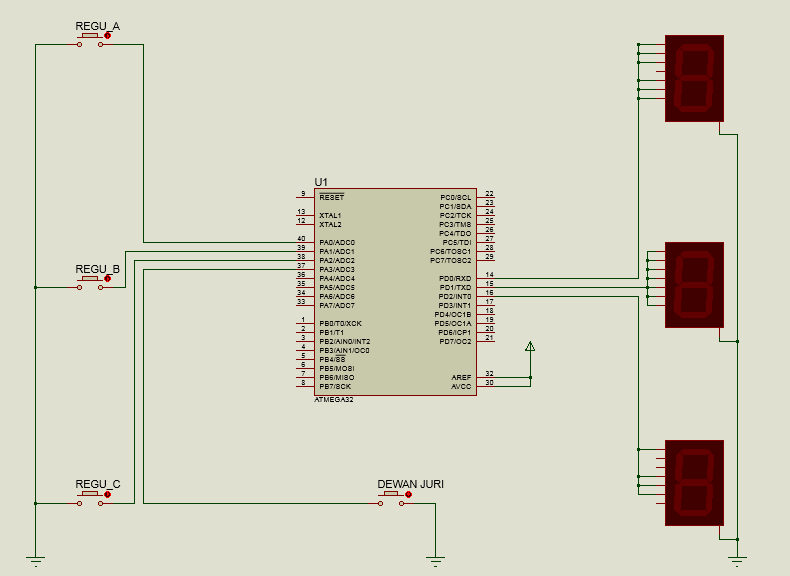 REGU_A
U1
9 RESET
13 XTAL1
12 XTAL2
40 PA0/ADC0
39 PA1/ADC1
38 PA2/ADC2
37 PA3/ADC3
36 PA4/ADC4
35 PA5/ADC5
34 PA6/ADC6
33 PA7/ADC7
1 PB0/T0/XCK
2 PB1/T1
3 PB2/AIN0/INT2
4 PB3/AIN1/OC0
5 PB4/SS
6 PB5/MOSI
7 PB6/MISO
8 PB7/SCK
PC0/SCL 22
PC1/SDA 23
PC2/TCK 24
PC3/TMS 25
PC4/TDO 26
PC5/TDI 27
PC6/TOSC1 28
PC7/TOSC2 29
PD0/RXD 14
PD1/TXD 15
PD2/INT0 16
PD3/INT1 17
PD4/OC1B 18
PD5/OC1A 19
PD6/ICP1 20
PD7/OC2 21
AREF 32
AVCC 30
ATMEGA32
REGU_B
REGU_C
DEWAN JURI